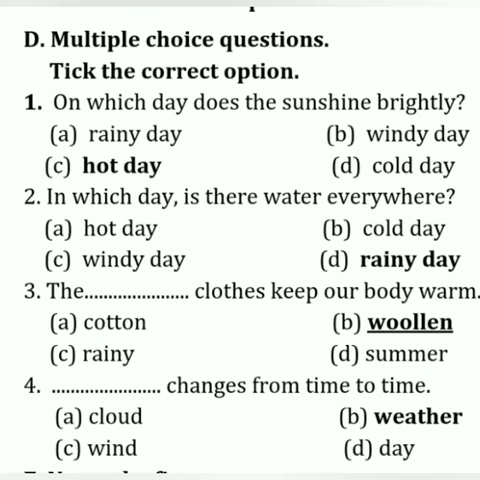 D. Multiple choice questions.
Tick the correct option.
1. On which day does the sunshine brightly?
(a) rainy day (b) windy day
(c) hot day (d) cold day
2. In which day, is there water everywhere?
(a) hot day (b) cold day
(c) windy day (d) rainy day
3. The...................... clothes keep our body warm.
(a) cotton (b) woollen
(c) rainy (d) summer
4. ....................... changes from time to time.
(a) cloud (b) weather
(c) wind (d) day